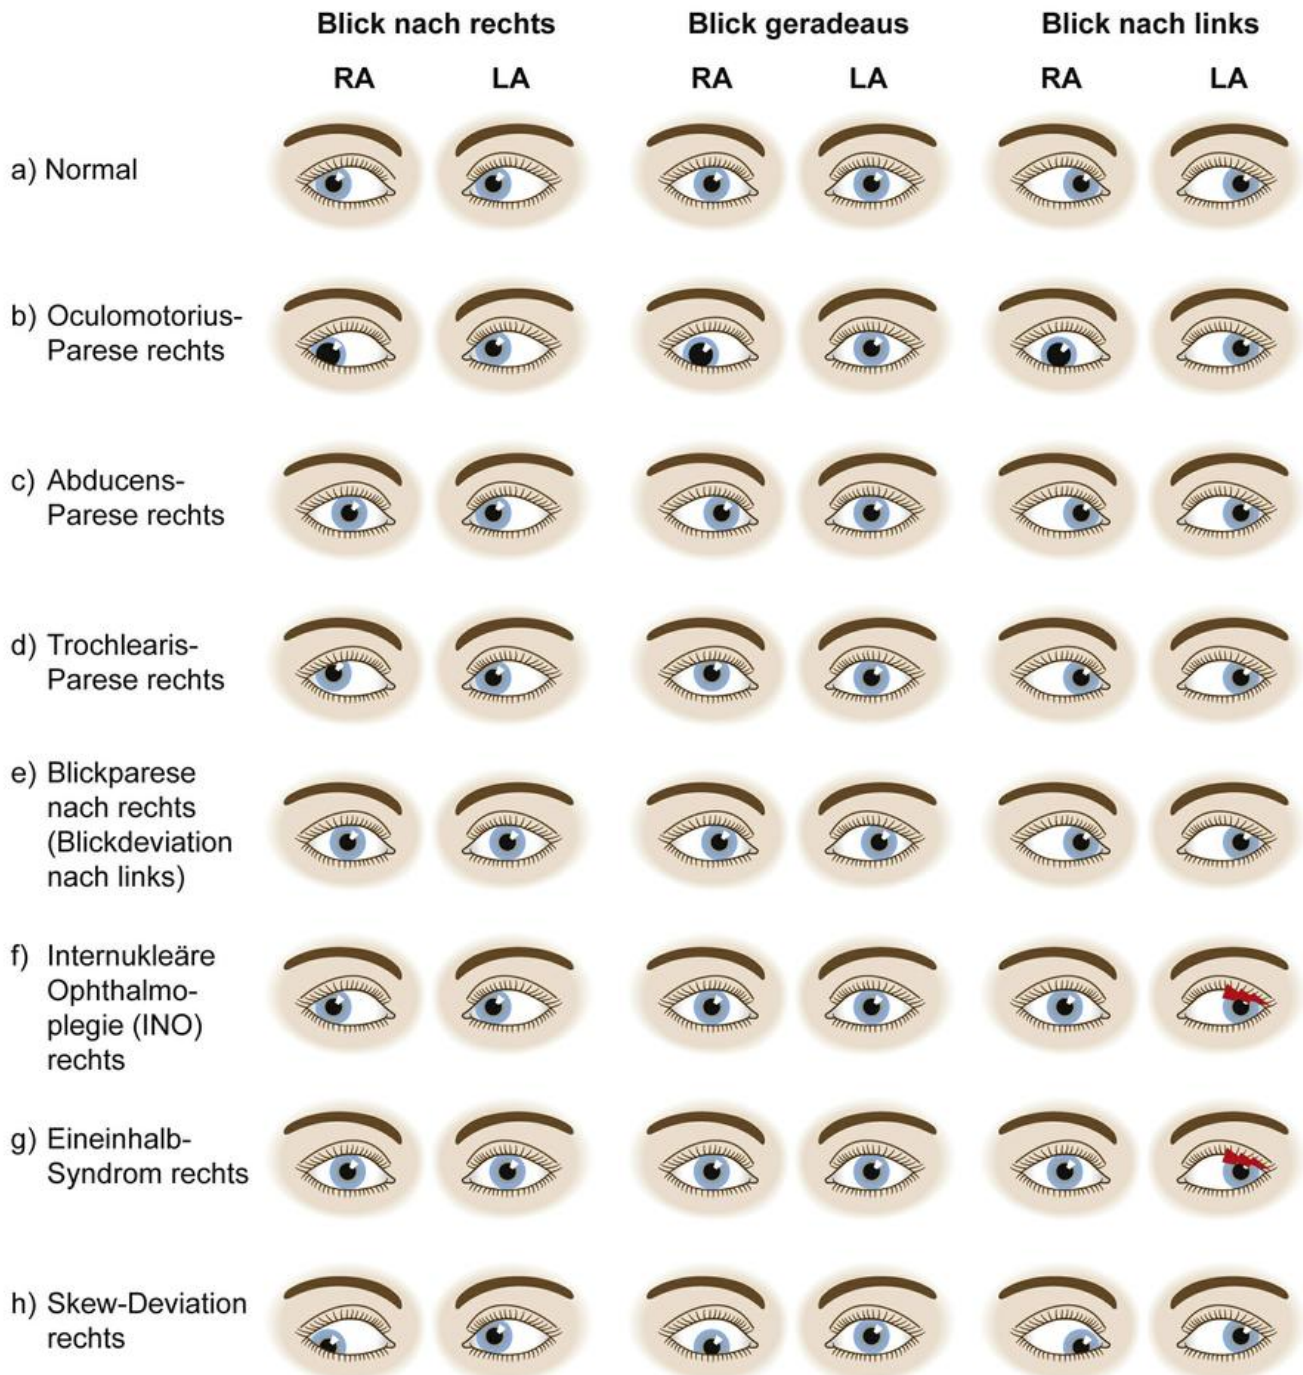 Blick nach rechts Blick geradeaus Blick nach links
RA LA RA LA RA LA
a) Normal
b) Oculomotorius-
Parese rechts
c) Abducens-
Parese rechts
d) Trochlearis-
Parese rechts
e) Blickparese
nach rechts
(Blickdeviation
nach links)
f) Internukleäre
Ophthalmo-
plegie (INO)
rechts
g) Eineinhalb-
Syndrom rechts
h) Skew-Deviation
rechts